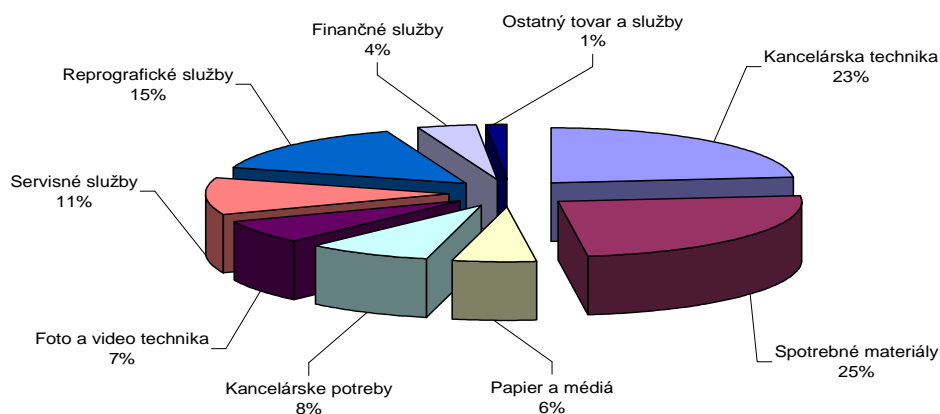 Ostatný tovar a služby
1%
Finančné služby
4%
Kancelárska technika
23%
Reprografické služby
15%
Servisné služby
11%
Foto a video technika
7%
Kancelárske potreby
8%
Papier a médiá
6%
Spotrebné materiály
25%